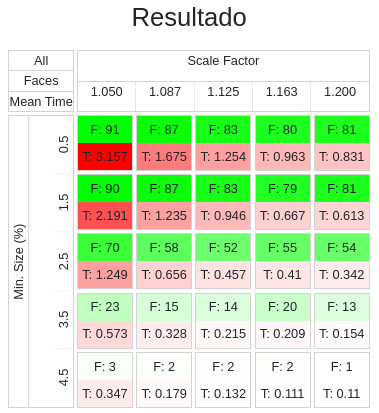 Resultado
All
Faces
Mean Time
Scale Factor
1.050 1.087 1.125 1.163 1.200
Min. Size (%)
0.5
F: 91 F: 87 F: 83 F: 80 F: 81
T: 3.157 T: 1.675 T: 1.254 T: 0.963 T: 0.831
1.5
F: 90 F: 87 F: 83 F: 79 F: 81
T: 2.191 T: 1.235 T: 0.946 T: 0.667 T: 0.613
2.5
F: 70 F: 58 F: 52 F: 55 F: 54
T: 1.249 T: 0.656 T: 0.457 T: 0.41 T: 0.342
3.5
F: 23 F: 15 F: 14 F: 20 F: 13
T: 0.573 T: 0.328 T: 0.215 T: 0.209 T: 0.154
4.5
F: 3 F: 2 F: 2 F: 2 F: 1
T: 0.347 T: 0.179 T: 0.132 T: 0.111 T: 0.11